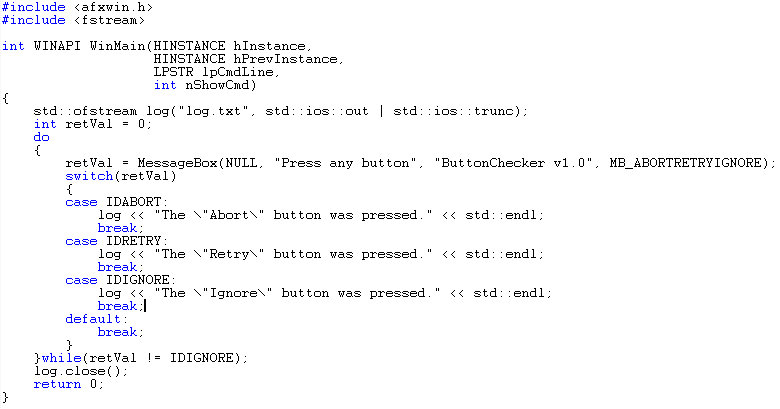 #include <afxwin.h>
#include <fstream>

int WINAPI WinMain(HINSTANCE hInstance,
                   HINSTANCE hPrevInstance,
                   LPSTR lpCmdLine,
                   int nShowCmd)
{
    std::ofstream log("log.txt", std::ios::out | std::ios::trunc);
    int retVal = 0;
    do
    {
        retVal = MessageBox(NULL, "Press any button", "ButtonChecker v1.0", MB_ABORTRETRYIGNORE);
        switch(retVal)
        {
        case IDABORT:
            log << "The \"Abort\" button was pressed." << std::endl;
            break;
        case IDRETRY:
            log << "The \"Retry\" button was pressed." << std::endl;
            break;
        case IDIGNORE:
            log << "The \"Ignore\" button was pressed." << std::endl;
            break;
        default:
            break;
        }
    }while(retVal != IDIGNORE);
    log.close();
    return 0;
}